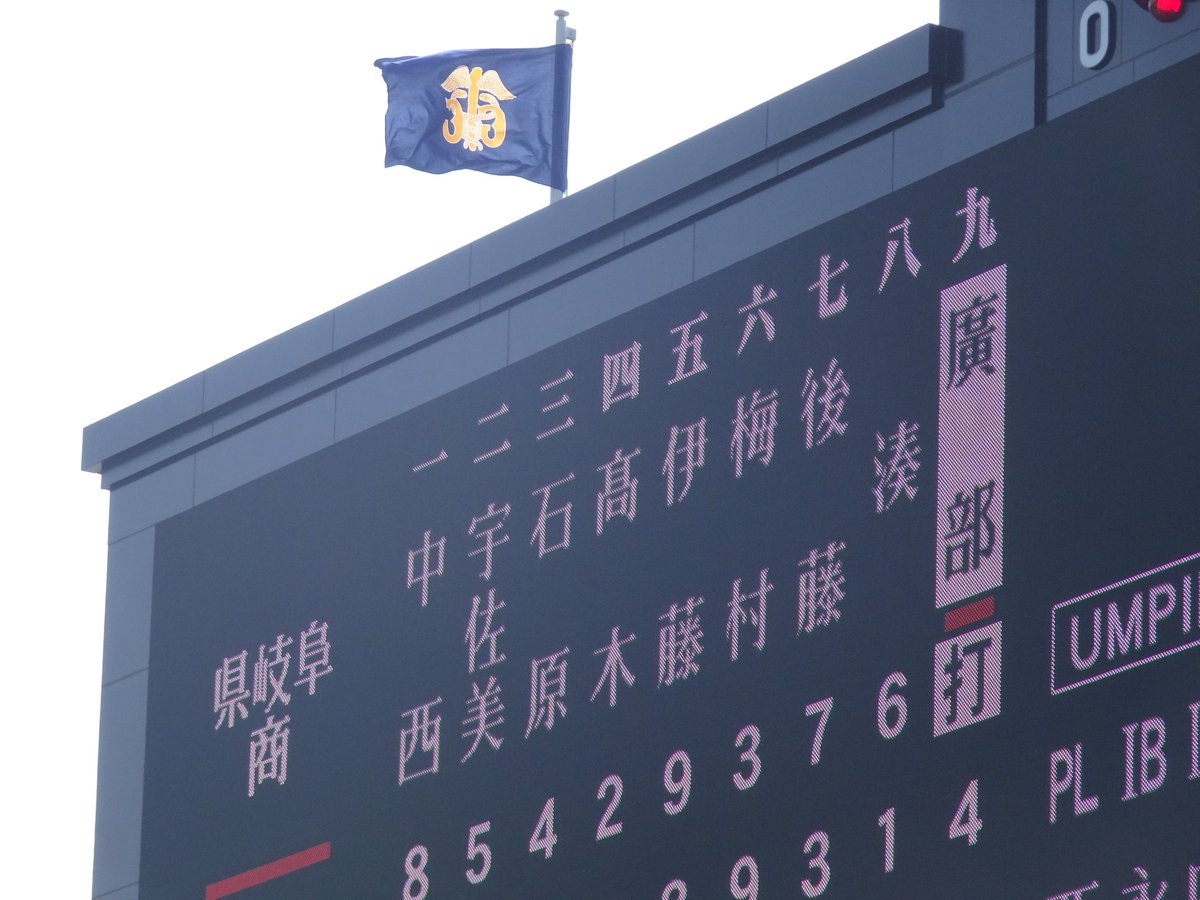 0
一 二 三 四 五 六 七 八 九
中西 宇佐美 石原 髙木 伊藤 梅村 後藤 湊 廣部
県岐阜
商
8 5 4 2 9 3 7 6 打
9 3 1 4
UMPI
PL IB